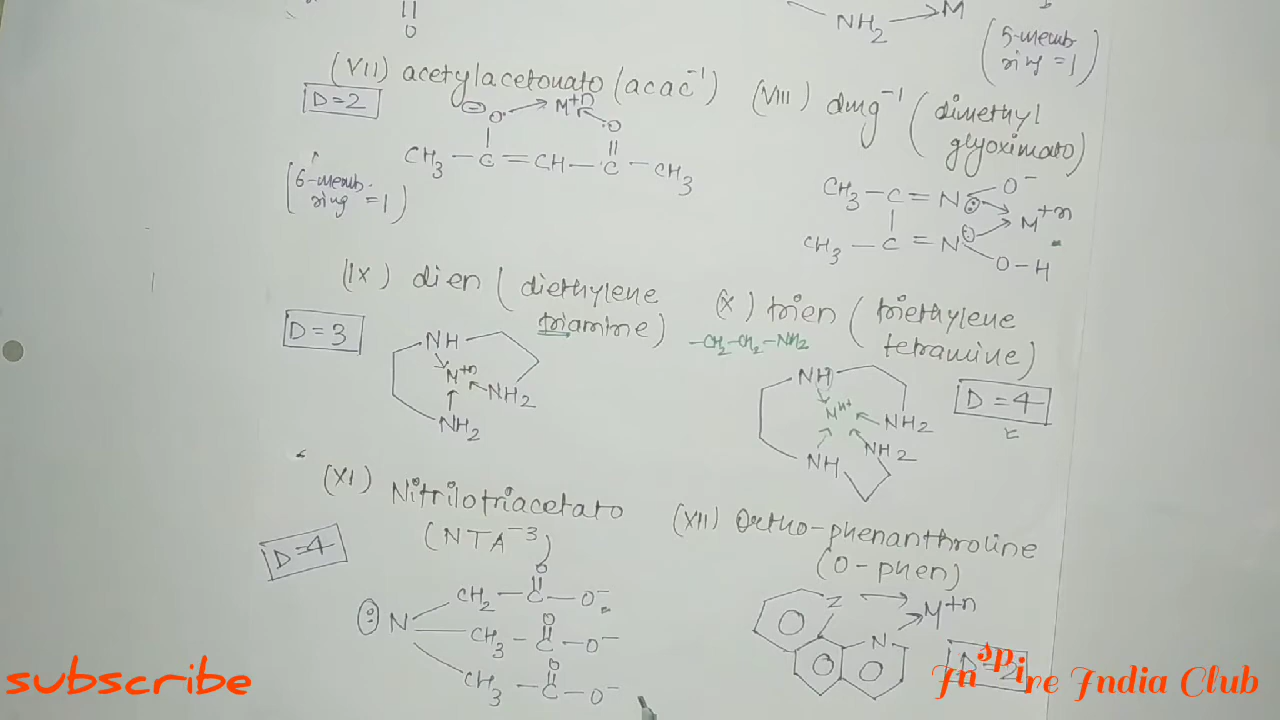 O
NH2 → M
(5-memb. ring = 1)
(VII) acetylacetonato (acac⁻¹)
D=2
⊖ O → M⁺ⁿ O
CH3 – C = CH – C – CH3
(6-memb. ring = 1)
(VIII) dmg⁻¹ (dimethyl
glyoximato)
CH3 – C = N O⁻
M⁺ⁿ
CH3 – C = N
O – H
(IX) dien (diethylene
triamine)
D = 3
NH
M⁺ⁿ
NH2
NH2
(X) trien (triethylene
tetramine)
–CH2–CH2–NH2
D = 4
NH
Mⁿ⁺
NH2
NH2
NH
(XI) Nitrilotriacetato
(NTA⁻³)
D=4
O
CH2 – C – O⁻
N
O
CH3 – C – O⁻
O
CH3 – C – O⁻
(XII) Ortho-phenanthroline
(O-phen)
N → M⁺ⁿ
N
D=2
subscribe
Inspire India Club